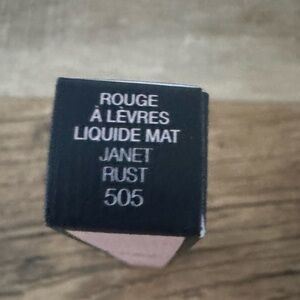 ROUGE
À LÈVRES
LIQUIDE MAT
JANET
RUST
505